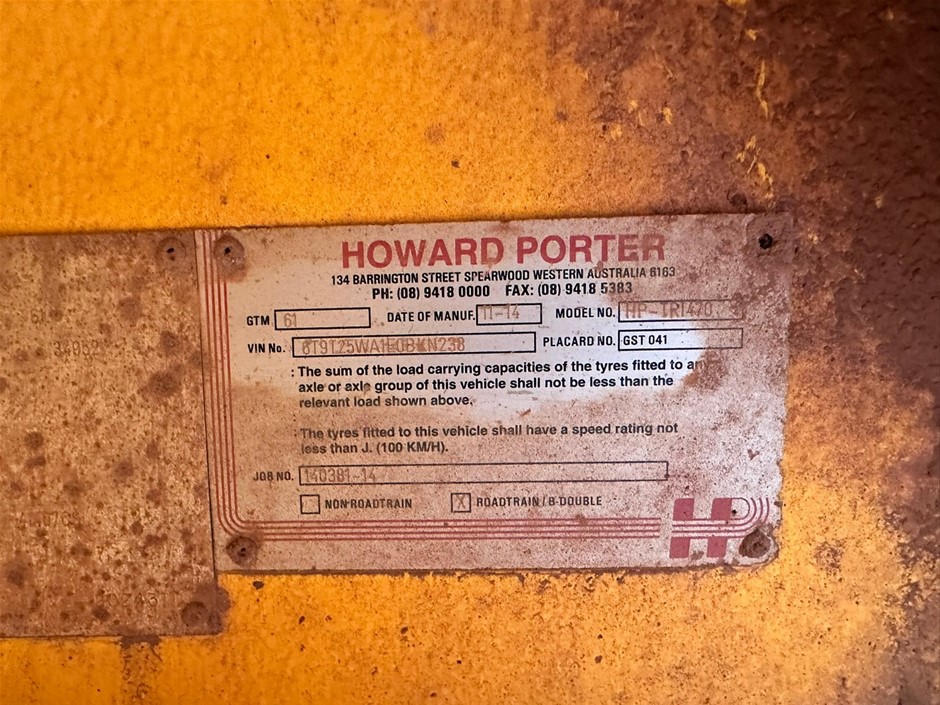 HOWARD PORTER
134 BARRINGTON STREET SPEARWOOD WESTERN AUSTRALIA 6163
PH: (08) 9418 0000 FAX: (08) 9418 5383
GTM 61 DATE OF MANUF. 11-14 MODEL NO.
VIN No. PLACARD NO. GST 041
: The sum of the load carrying capacities of the tyres fitted to any
axle or axle group of this vehicle shall not be less than the
relevant load shown above.
: The tyres fitted to this vehicle shall have a speed rating not
less than J. (100 KM/H).
JOB NO. 140381-14
NON ROADTRAIN X ROADTRAIN / B-DOUBLE
HP